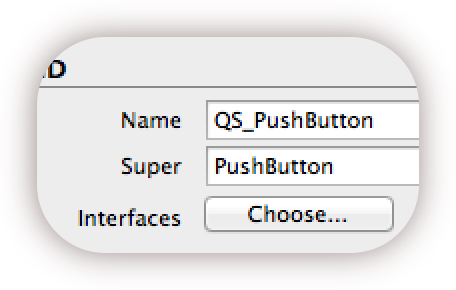 D
Name QS_PushButton
Super PushButton
Interfaces Choose...